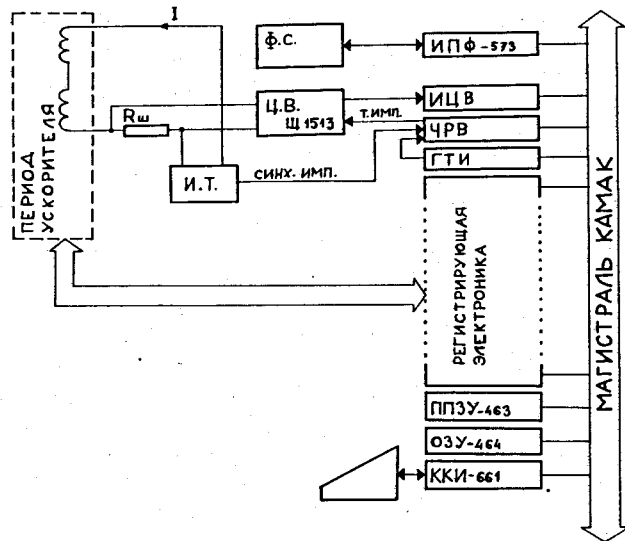 I
Ф.С.
ИПФ-573
ПЕРИОД
УСКОРИТЕЛЯ
Rш
Ц.В.
Щ1513
ИЦВ
Т.ИМП.
ЧРВ
ГТИ
И.Т.
СИНХ. ИМП.
РЕГИСТРИРУЮЩАЯ
ЭЛЕКТРОНИКА
МАГИСТРАЛЬ КАМАК
ППЗУ-463
ОЗУ-464
ККИ-661